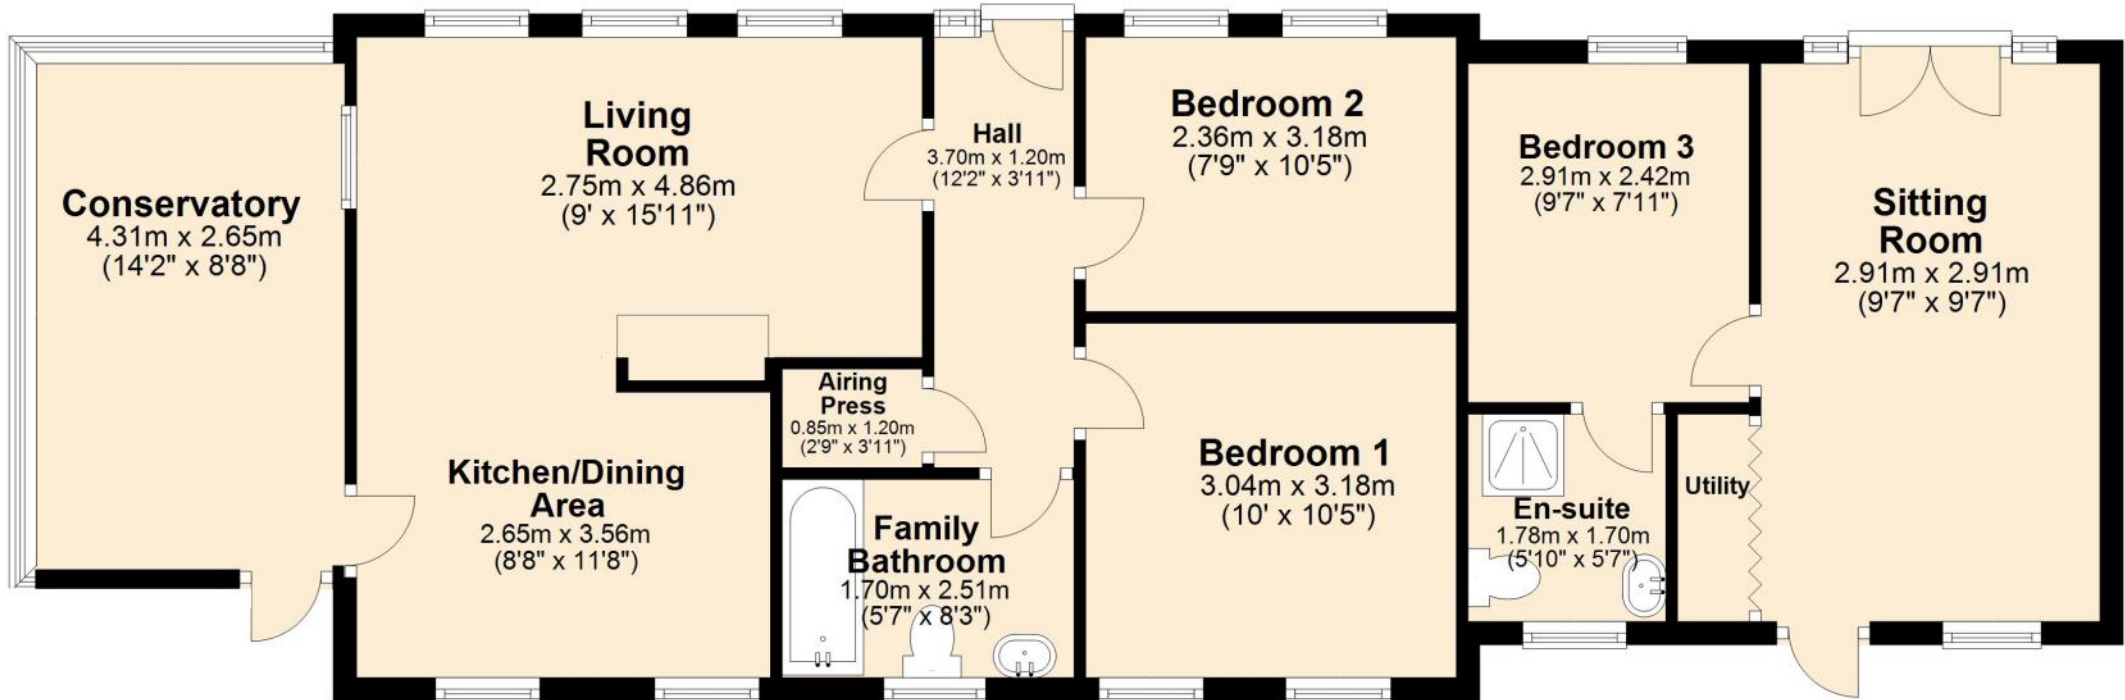 Conservatory
4.31m x 2.65m
(14'2" x 8'8")
Living
Room
2.75m x 4.86m
(9' x 15'11")
Kitchen/Dining
Area
2.65m x 3.56m
(8'8" x 11'8")
Hall
3.70m x 1.20m
(12'2" x 3'11")
Airing
Press
0.85m x 1.20m
(2'9" x 3'11")
Family
Bathroom
1.70m x 2.51m
(5'7" x 8'3")
Bedroom 2
2.36m x 3.18m
(7'9" x 10'5")
Bedroom 1
3.04m x 3.18m
(10' x 10'5")
Bedroom 3
2.91m x 2.42m
(9'7" x 7'11")
En-suite
1.78m x 1.70m
(5'10" x 5'7")
Utility
Sitting
Room
2.91m x 2.91m
(9'7" x 9'7")